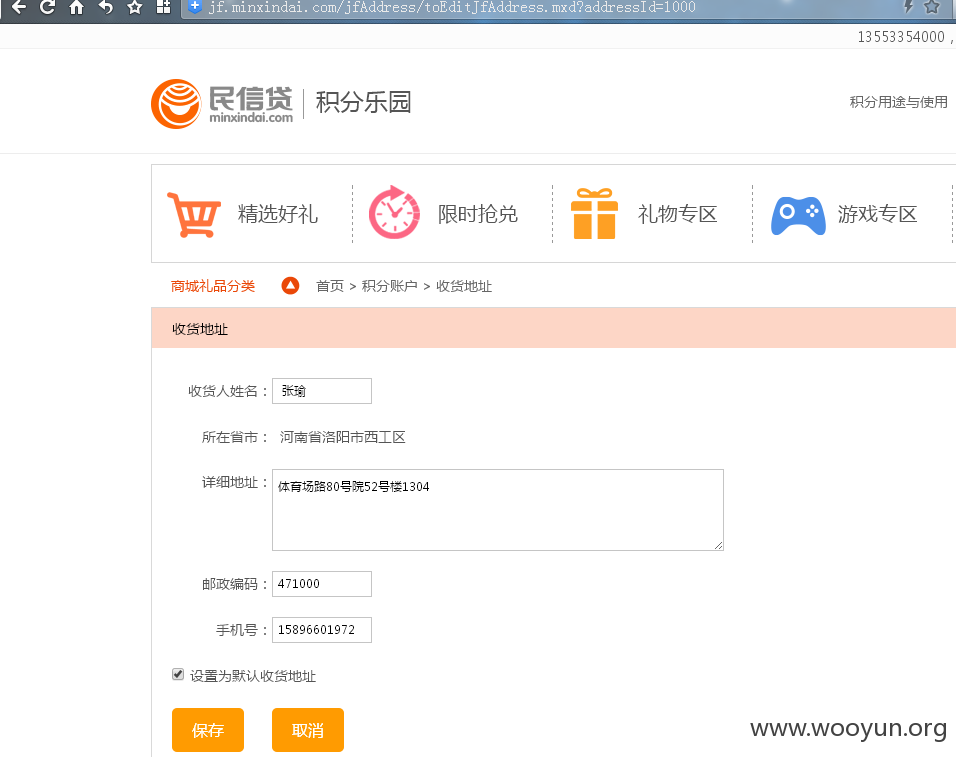 jf.minxindai.com/jfAddress/toEditJfAddress.mxd?addressId=1000
13553354000 ,
民信贷
minxindai.com
积分乐园
积分用途与使用
精选好礼 限时抢兑 礼物专区 游戏专区
商城礼品分类 首页 > 积分账户 > 收货地址
收货地址
收货人姓名： 张瑜
所在省市： 河南省洛阳市西工区
详细地址： 体育场路80号院52号楼1304
邮政编码： 471000
手机号： 15896601972
设置为默认收货地址
保存 取消
www.wooyun.org